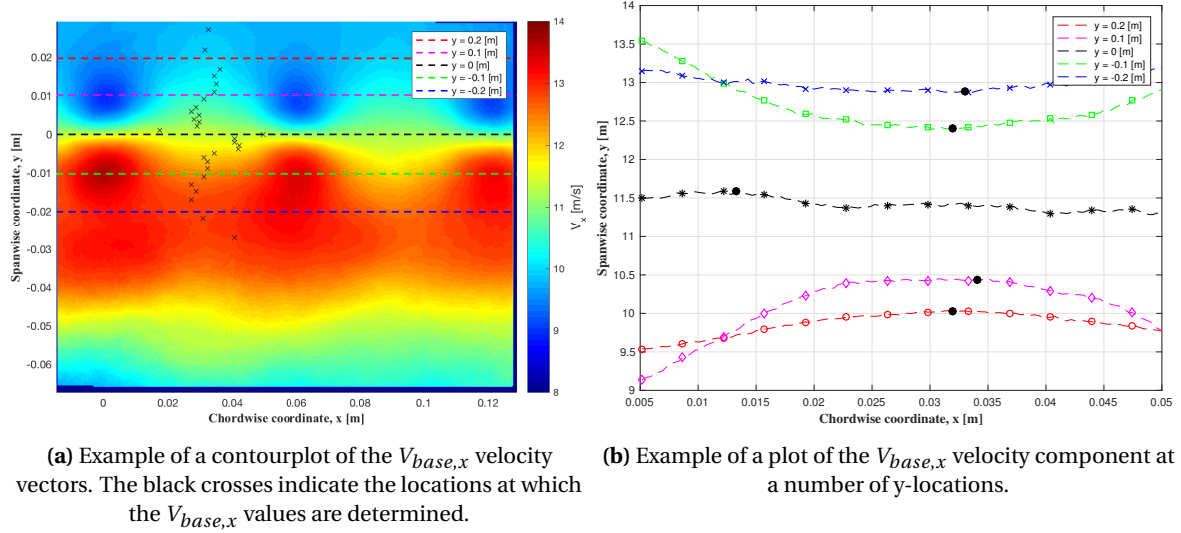 (a)
0.02
0.01
0
-0.01
-0.02
-0.03
-0.04
-0.05
-0.06
Spanwise coordinate, y [m]
0 0.02 0.04 0.06 0.08 0.1 0.12
Chordwise coordinate, x [m]
y = 0.2 [m]
y = 0.1 [m]
y = 0 [m]
y = -0.1 [m]
y = -0.2 [m]
14
13
12
11
10
9
8
V_x [m/s]
(b)
13.5
13
12.5
12
11.5
11
10.5
10
9.5
9
Spanwise coordinate, y [m]
0.005 0.01 0.015 0.02 0.025 0.03 0.035 0.04 0.045 0.05
Chordwise coordinate, x [m]
y = 0.2 [m]
y = 0.1 [m]
y = 0 [m]
y = -0.1 [m]
y = -0.2 [m]
(a) Example of a contourplot of the V_base,x velocity
vectors. The black crosses indicate the locations at which
the V_base,x values are determined.
(b) Example of a plot of the V_base,x velocity component at
a number of y-locations.